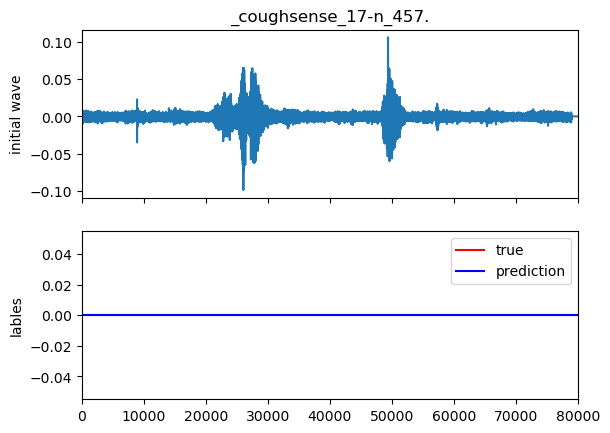 _coughsense_17-n_457.
0.10
0.05
0.00
−0.05
−0.10
initial wave
true
prediction
0.04
0.02
0.00
−0.02
−0.04
lables
0 10000 20000 30000 40000 50000 60000 70000 80000